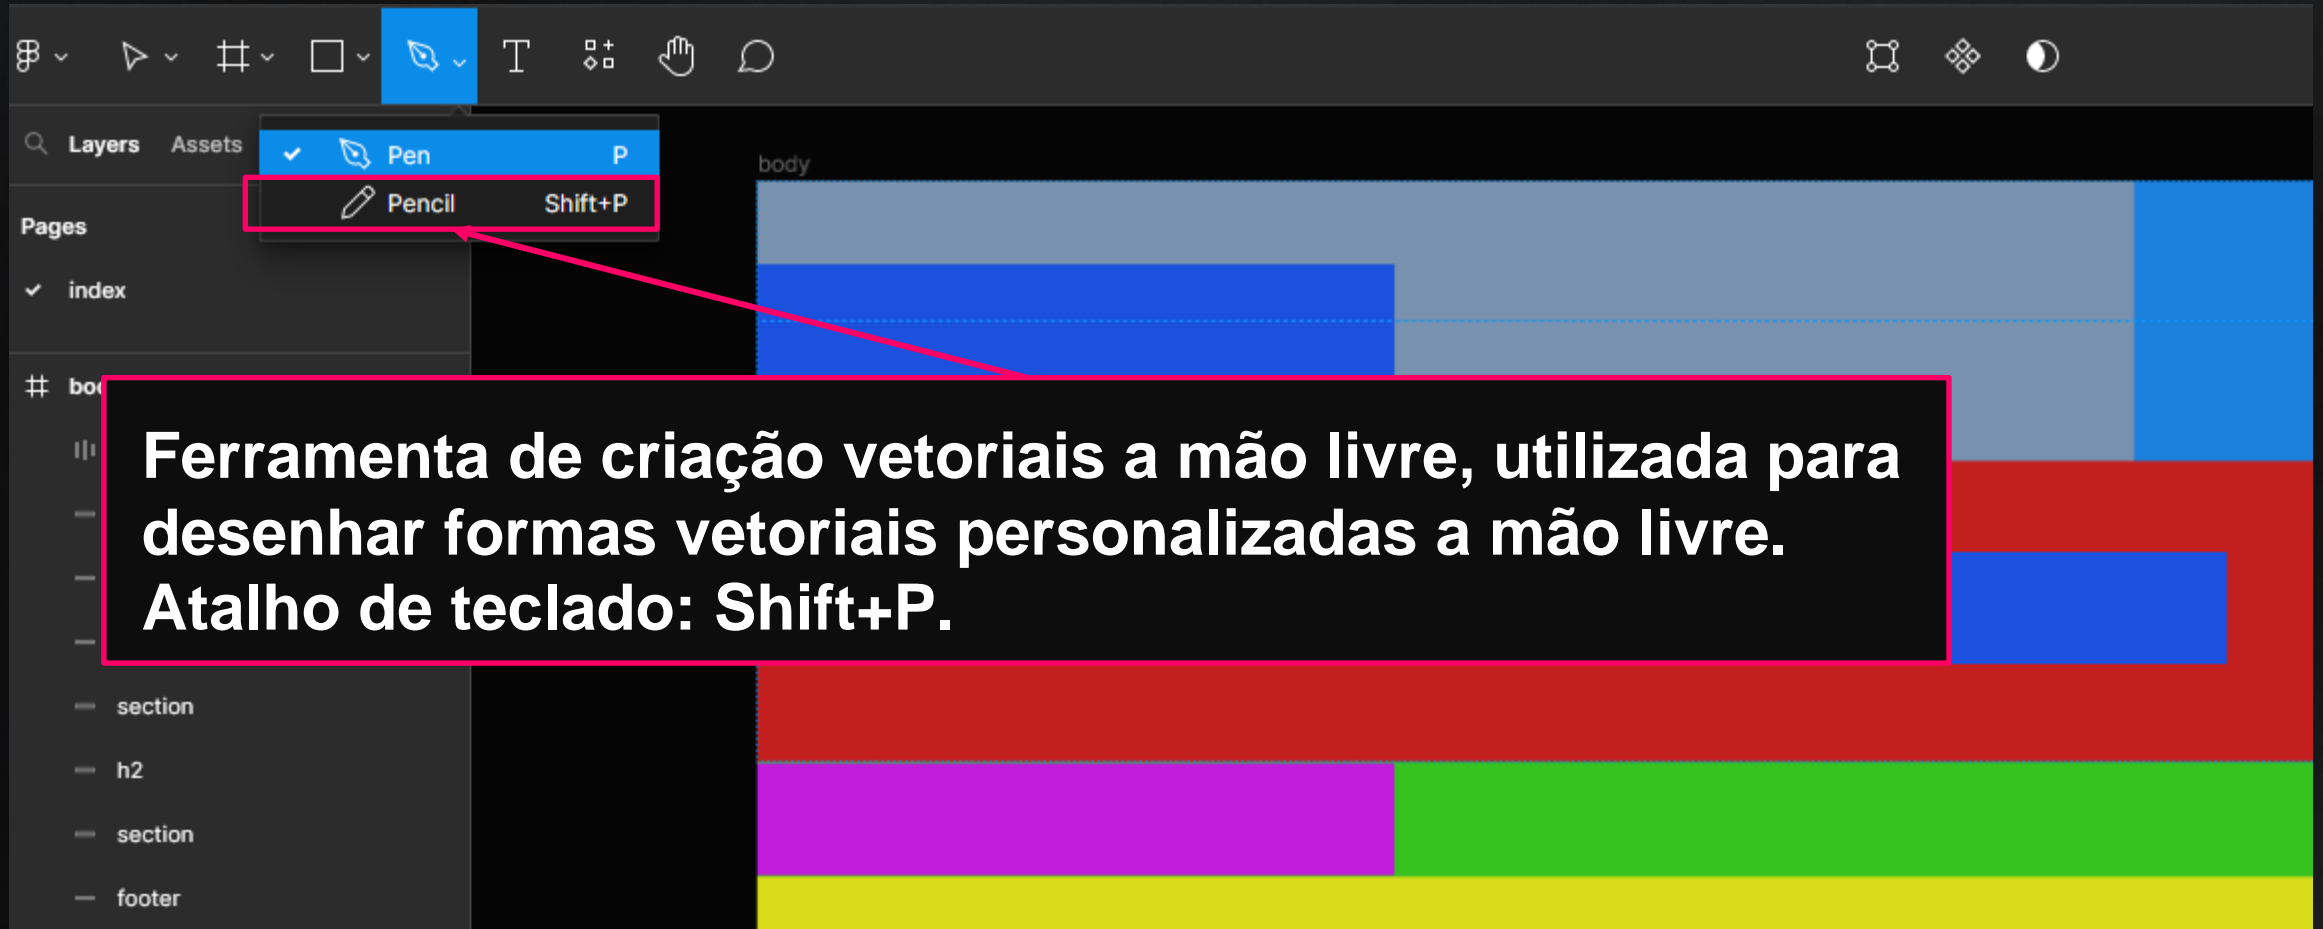 Layers Assets
Pen P
Pencil Shift+P
body
Pages
index
Ferramenta de criação vetoriais a mão livre, utilizada para
desenhar formas vetoriais personalizadas a mão livre.
Atalho de teclado: Shift+P.
section
h2
section
footer